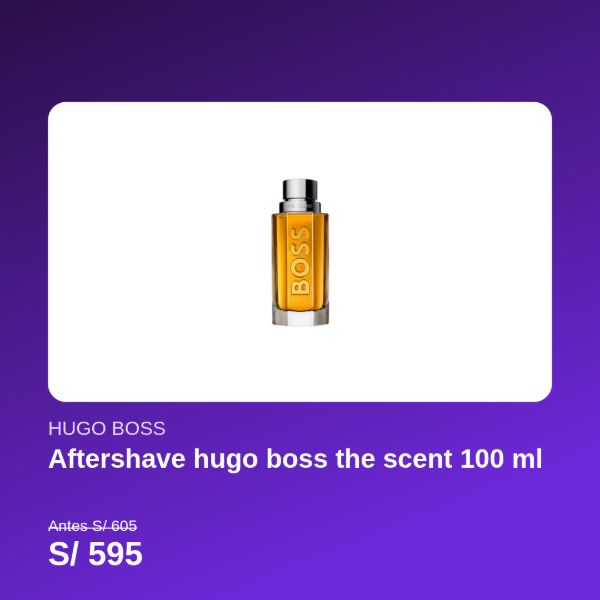 BOSS
HUGO BOSS
Aftershave hugo boss the scent 100 ml
Antes S/ 605
S/ 595